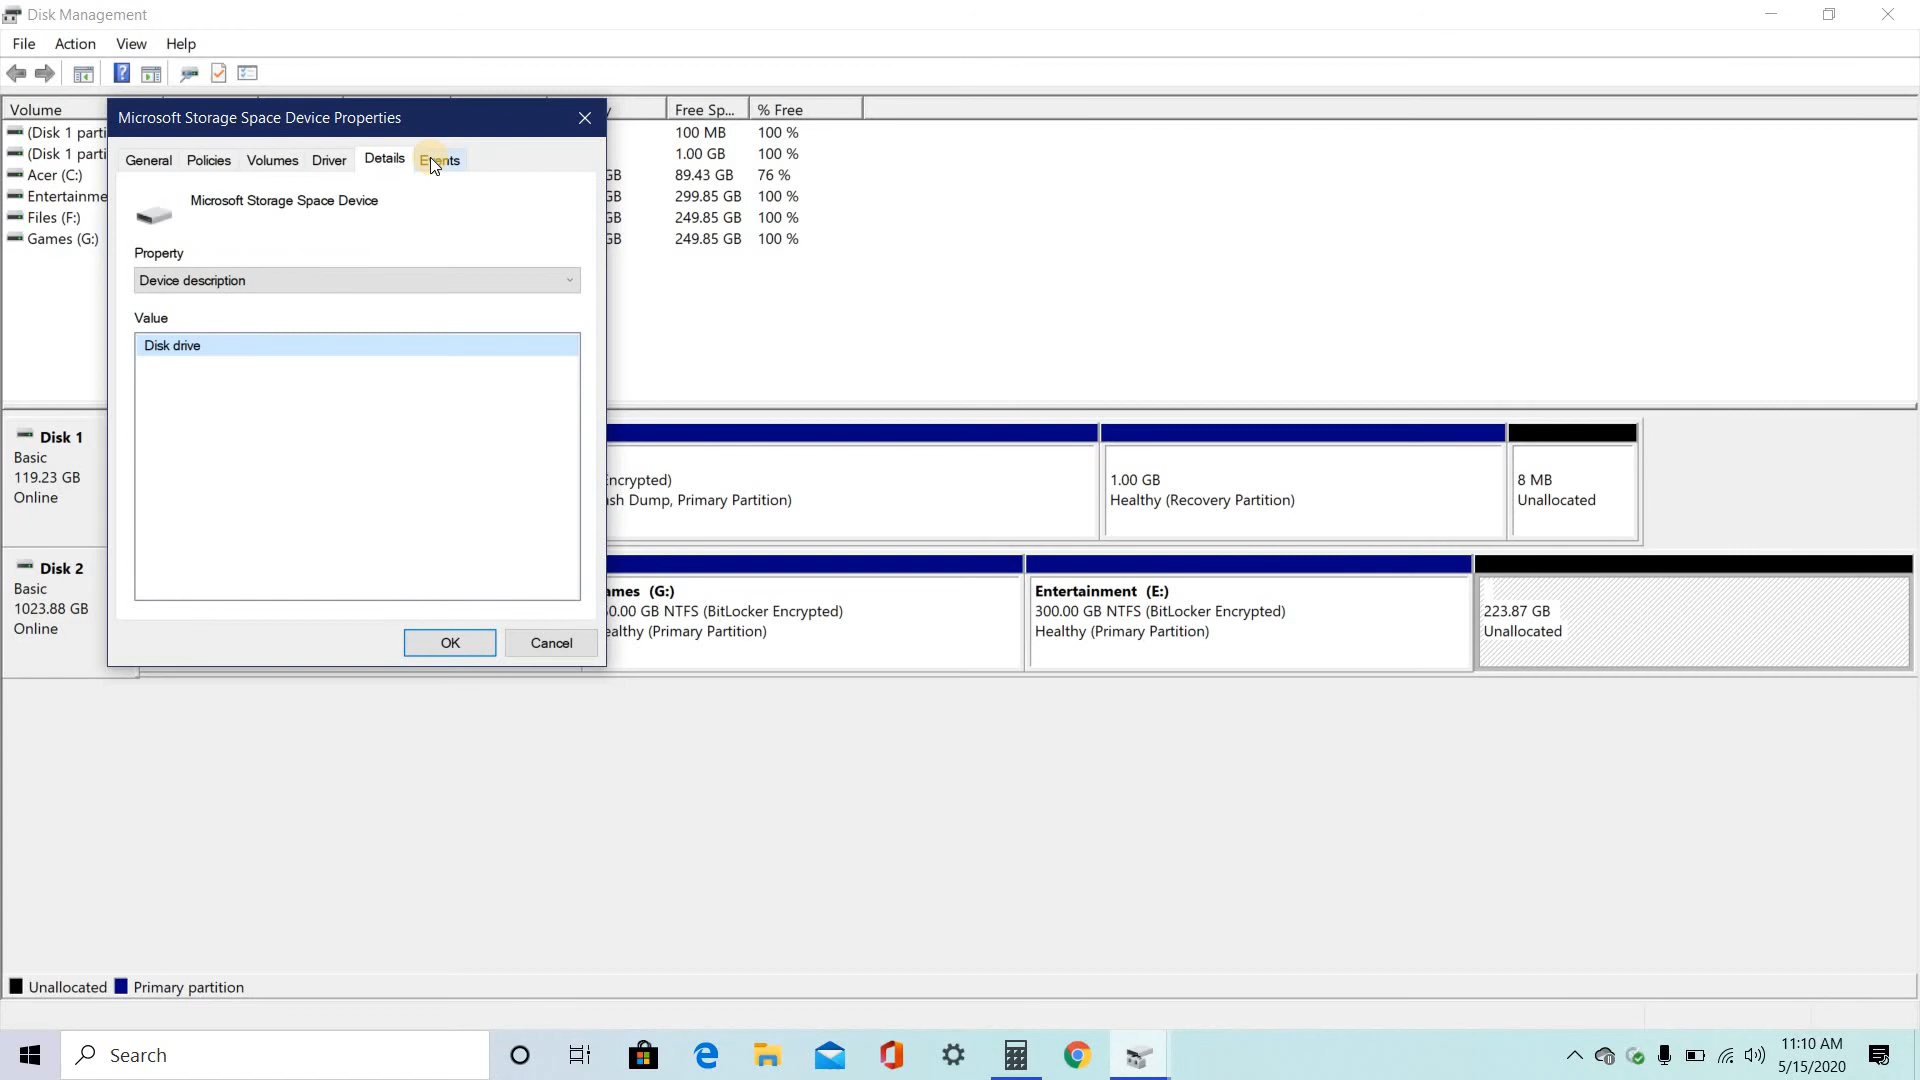 Disk Management
File Action View Help
Volume Free Sp... % Free
(Disk 1 parti 100 MB 100 %
(Disk 1 parti 1.00 GB 100 %
Acer (C:) GB 89.43 GB 76 %
Entertainme GB 299.85 GB 100 %
Files (F:) GB 249.85 GB 100 %
Games (G:) GB 249.85 GB 100 %
Microsoft Storage Space Device Properties
General Policies Volumes Driver Details Events
Microsoft Storage Space Device
Property
Device description
Value
Disk drive
OK Cancel
Disk 1
Basic
119.23 GB
Online
Encrypted)
ash Dump, Primary Partition)
1.00 GB
Healthy (Recovery Partition)
8 MB
Unallocated
Disk 2
Basic
1023.88 GB
Online
ames (G:)
50.00 GB NTFS (BitLocker Encrypted)
ealthy (Primary Partition)
Entertainment (E:)
300.00 GB NTFS (BitLocker Encrypted)
Healthy (Primary Partition)
223.87 GB
Unallocated
Unallocated Primary partition
Search
11:10 AM
5/15/2020